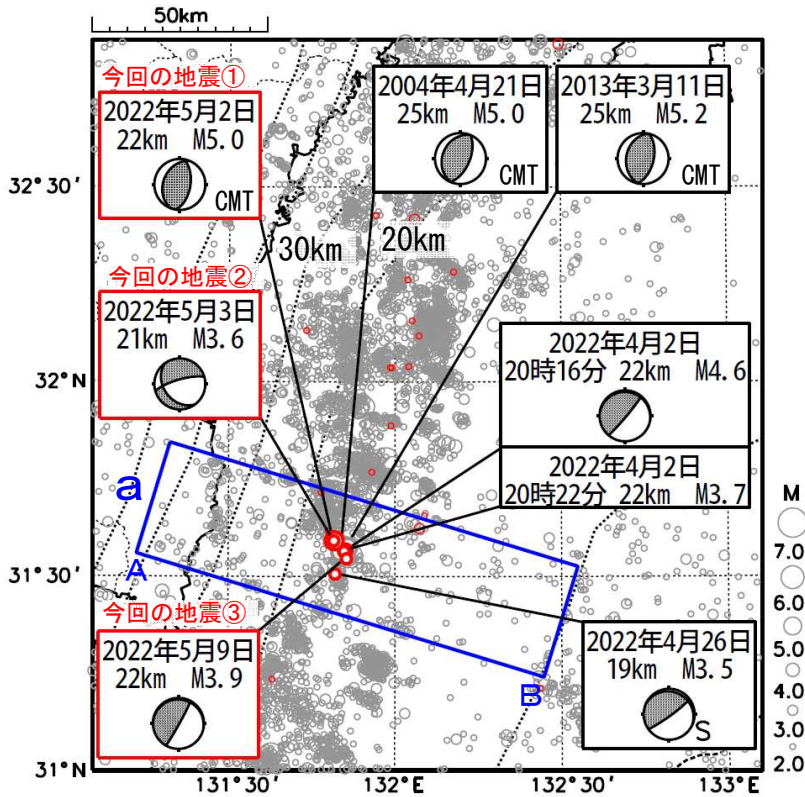 50km
今回の地震①
2022年5月2日
22km M5.0
CMT
2004年4月21日
25km M5.0
CMT
2013年3月11日
25km M5.2
CMT
32°30′
30km
20km
今回の地震②
2022年5月3日
21km M3.6
2022年4月2日
20時16分 22km M4.6
32°N
2022年4月2日
20時22分 22km M3.7
a
A
M
7.0
6.0
5.0
4.0
3.0
2.0
31°30′
今回の地震③
2022年5月9日
22km M3.9
2022年4月26日
19km M3.5
S
B
31°N
131°30′
132°E
132°30′
133°E